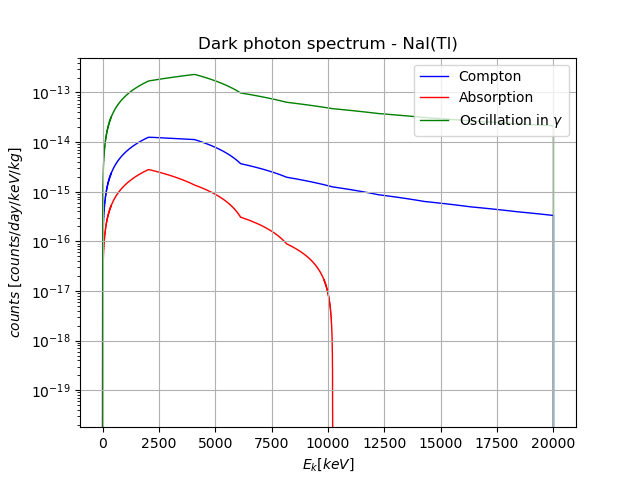 Dark photon spectrum - NaI(Tl)
Compton
Absorption
Oscillation in γ
counts [counts/day/keV/kg]
10⁻¹³
10⁻¹⁴
10⁻¹⁵
10⁻¹⁶
10⁻¹⁷
10⁻¹⁸
10⁻¹⁹
0 2500 5000 7500 10000 12500 15000 17500 20000
Eₖ[keV]